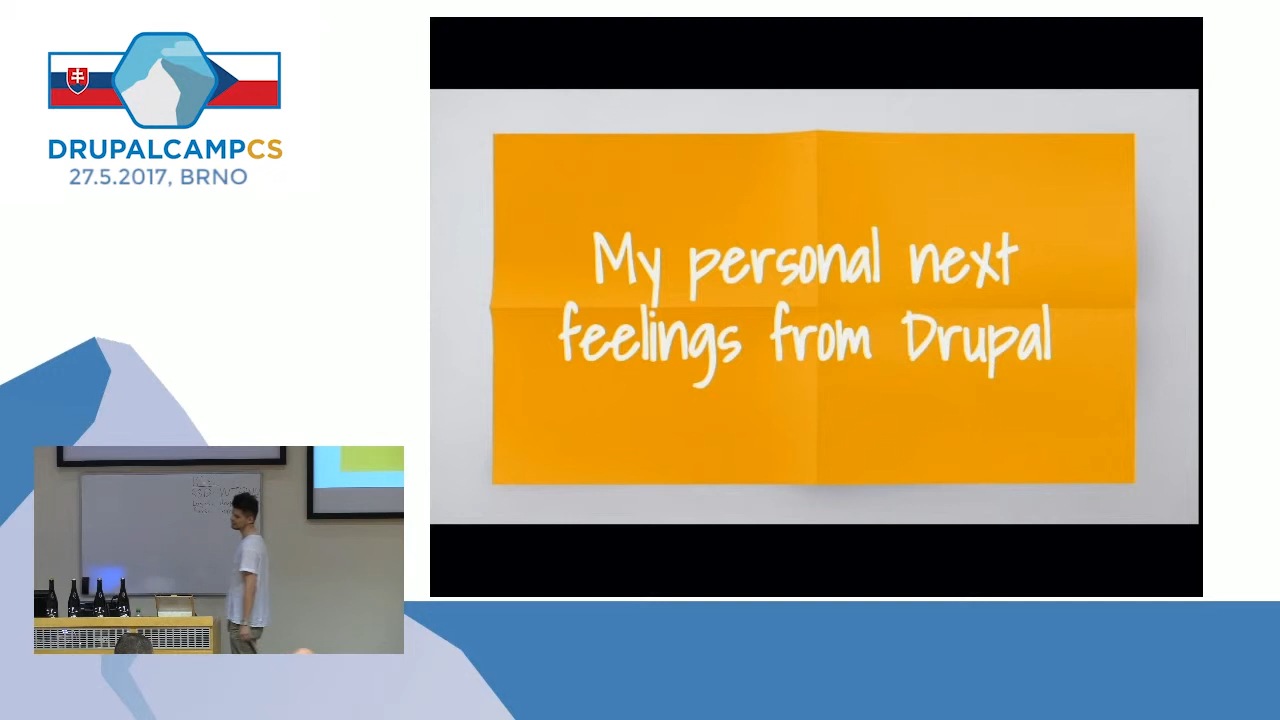 DRUPALCAMPCS
27.5.2017, BRNO
My personal next
feelings from Drupal